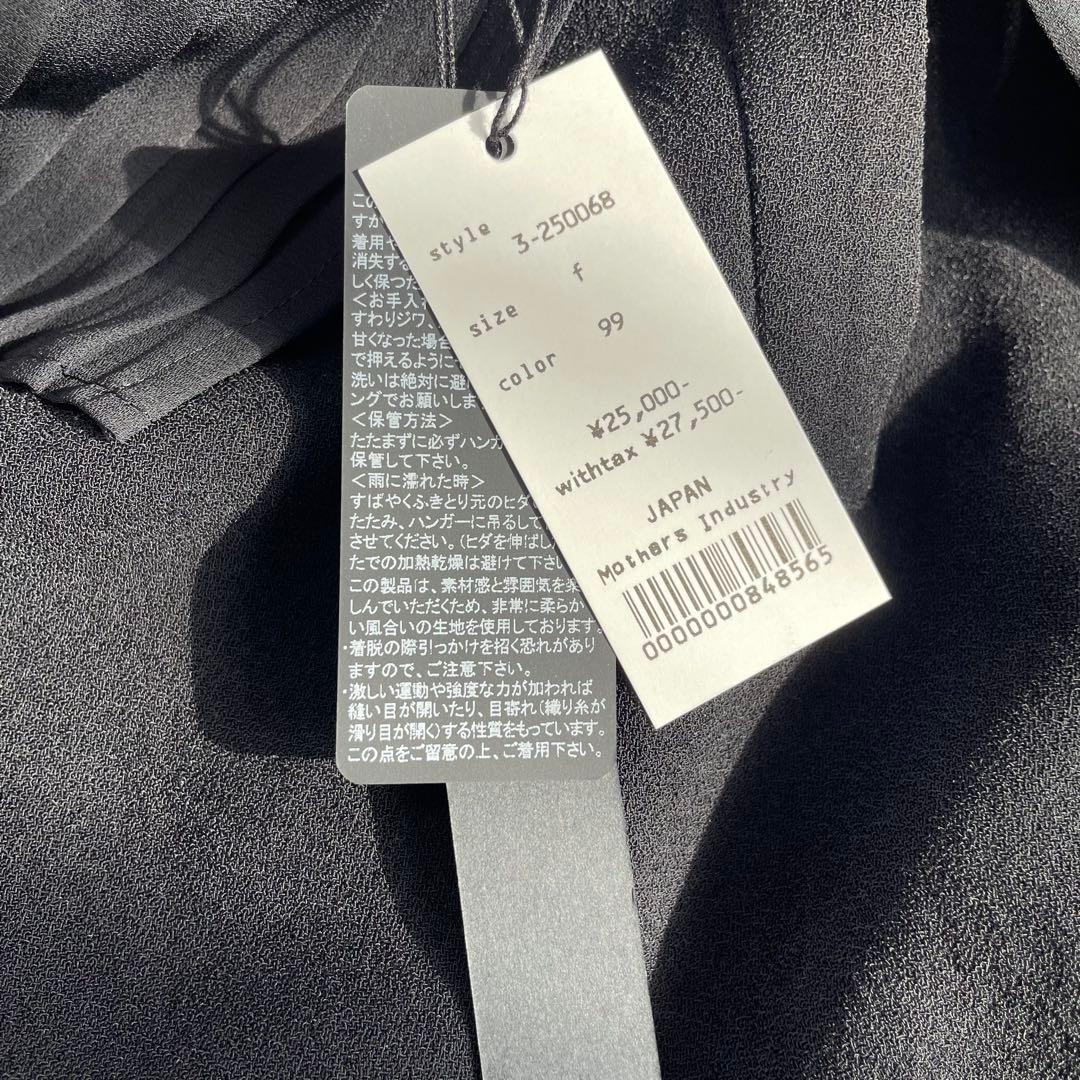 style 3-250068
size f
color 99
¥25,000-
withtax ¥27,500-
JAPAN
Mothers Industry
0000000848565
この
すが
着用や
消失する
しく保つた
<お手入れ
すわりジワ、
甘くなった場合
で押えるように
洗いは絶対に避け
ングでお願いしま
<保管方法>
たたまずに必ずハンガ
保管して下さい。
<雨に濡れた時>
すばやくふきとり元のヒダ
たたみ、ハンガーに吊るして
させてください。(ヒダを伸ばし
たでの加熱乾燥は避けて下さい
この製品は、素材感と雰囲気を楽
しんでいただくため、非常に柔らか
い風合いの生地を使用しております。
・着脱の際引っかけを招く恐れがあり
ますので、ご注意下さい。
・激しい運動や強度な力が加われば
縫い目が開いたり、目寄れ(織り糸が
滑り目が開く)する性質をもっています。
この点をご留意の上、ご着用下さい。